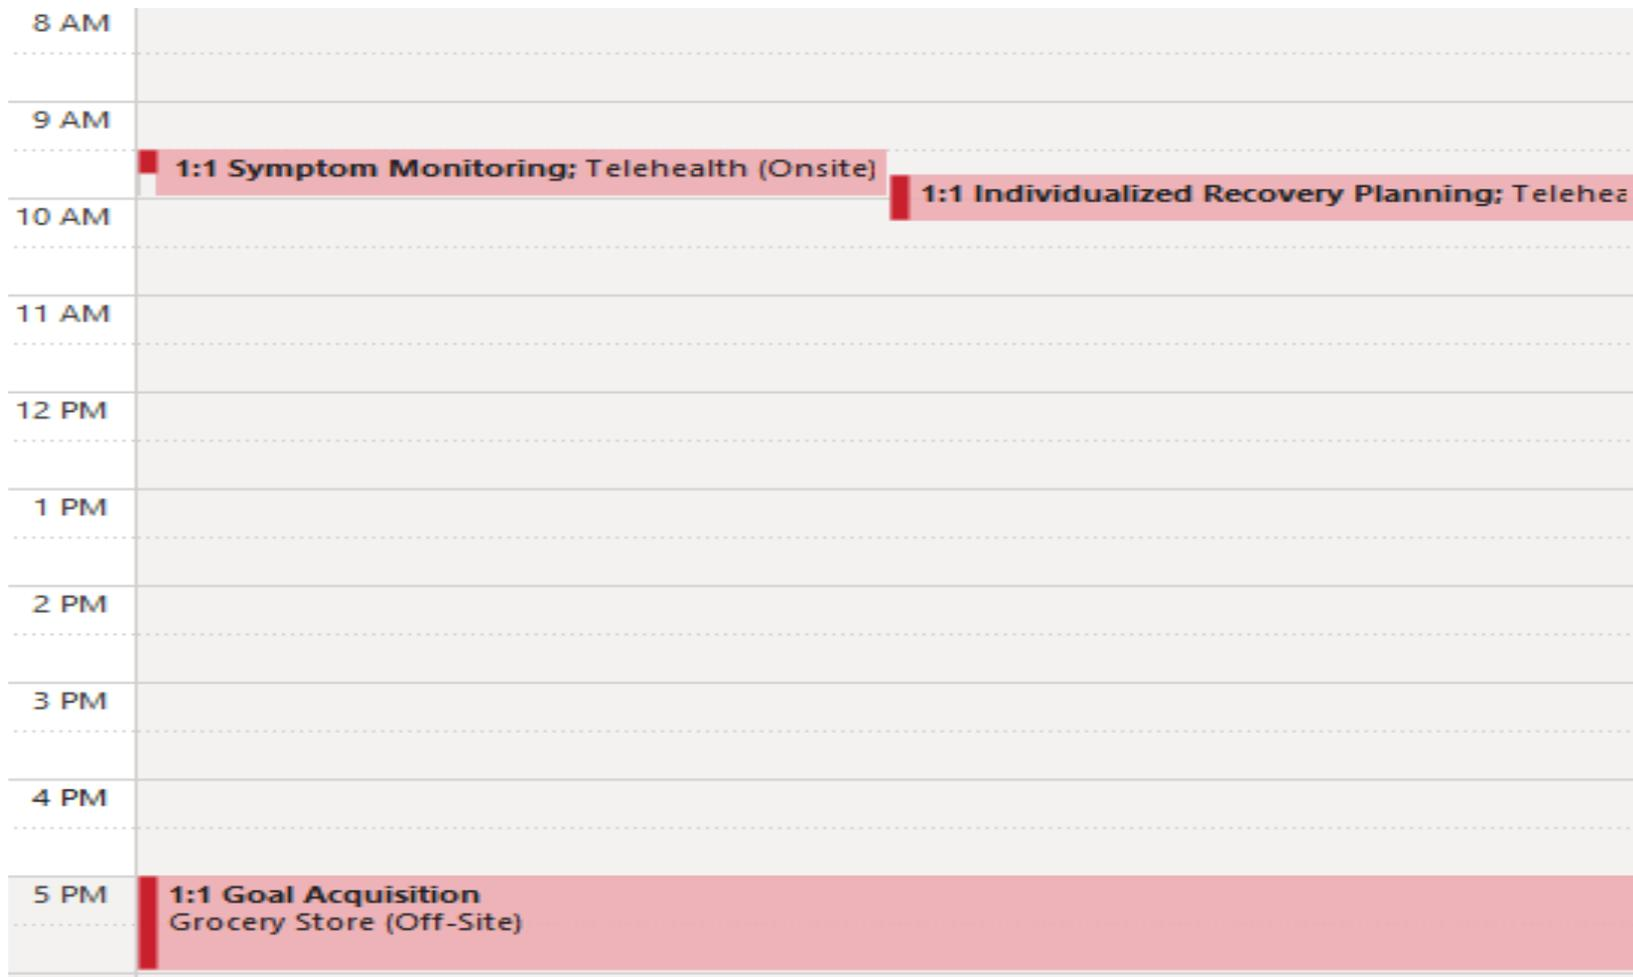 8 AM
9 AM
1:1 Symptom Monitoring; Telehealth (Onsite)
1:1 Individualized Recovery Planning; Telehea
10 AM
11 AM
12 PM
1 PM
2 PM
3 PM
4 PM
5 PM
1:1 Goal Acquisition
Grocery Store (Off-Site)